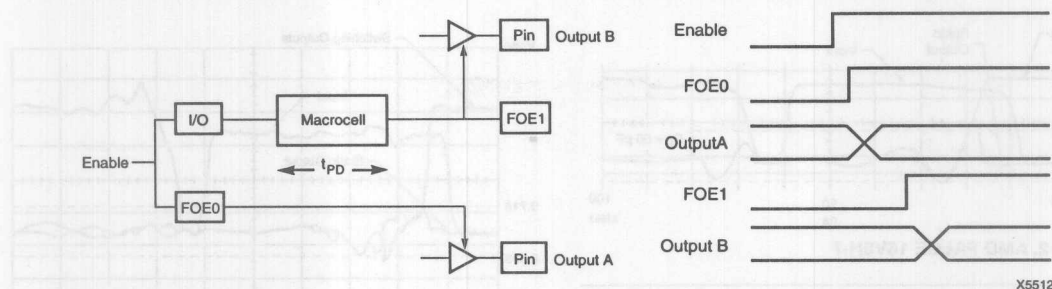 Pin
Output B
I/O
Macrocell
FOE1
Enable
tPD
FOE0
Pin
Output A
Enable
FOE0
OutputA
FOE1
Output B
X5512